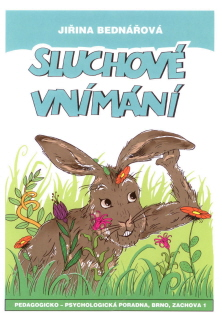 JIŘINA BEDNÁŘOVÁ
SLUCHOVÉ
VNÍMÁNÍ
PEDAGOGICKO – PSYCHOLOGICKÁ PORADNA, BRNO, ZACHOVA 1